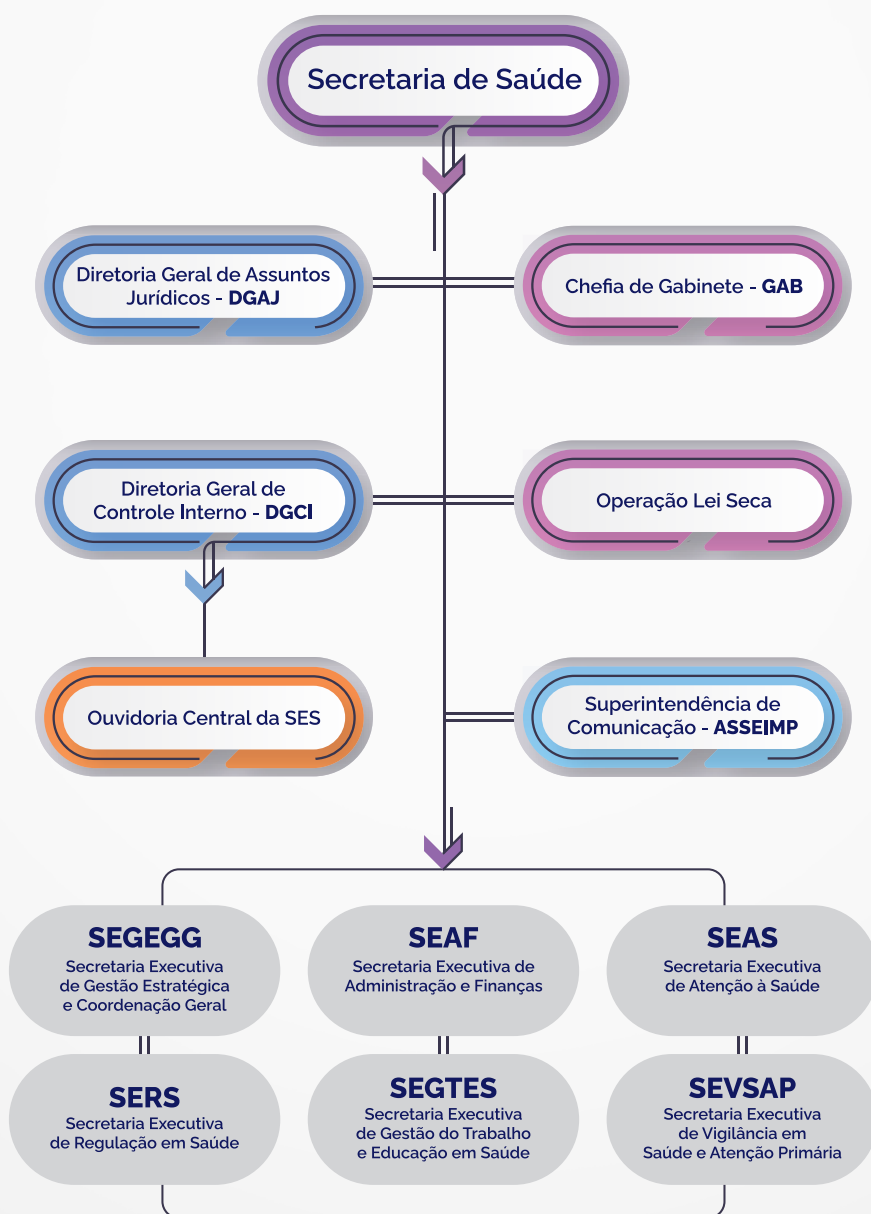 Secretaria de Saúde
Diretoria Geral de Assuntos
Jurídicos - DGAJ
Chefia de Gabinete - GAB
Diretoria Geral de
Controle Interno - DGCI
Operação Lei Seca
Ouvidoria Central da SES
Superintendência de
Comunicação - ASSEIMP
SEGEGG
Secretaria Executiva
de Gestão Estratégica
e Coordenação Geral
SEAF
Secretaria Executiva de
Administração e Finanças
SEAS
Secretaria Executiva
de Atenção à Saúde
SERS
Secretaria Executiva
de Regulação em Saúde
SEGTES
Secretaria Executiva
de Gestão do Trabalho
e Educação em Saúde
SEVSAP
Secretaria Executiva
de Vigilância em
Saúde e Atenção Primária